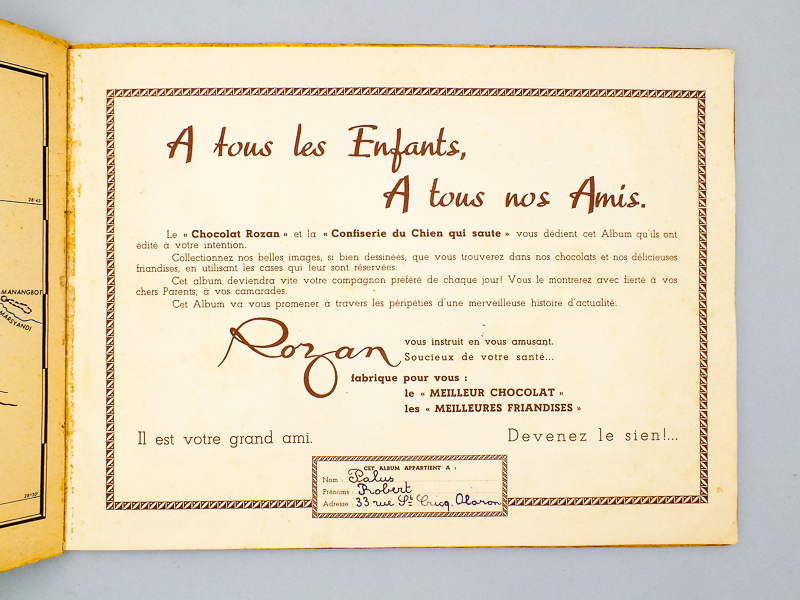 28°45'
MANANGBOT
MARSYANDI
28°30'
A tous les Enfants,
A tous nos Amis.
Le « Chocolat Rozan » et la « Confiserie du Chien qui saute » vous dédient cet Album qu'ils ont
édité à votre intention.
Collectionnez nos belles images, si bien dessinées, que vous trouverez dans nos chocolats et nos délicieuses
friandises, en utilisant les cases qui leur sont réservées.
Cet album deviendra vite votre compagnon préféré de chaque jour! Vous le montrerez avec fierté à vos
chers Parents, à vos camarades.
Cet Album va vous promener à travers les péripéties d'une merveilleuse histoire d'actualité.
Rozan vous instruit en vous amusant.
Soucieux de votre santé...
fabrique pour vous :
le « MEILLEUR CHOCOLAT »
les « MEILLEURES FRIANDISES »
Il est votre grand ami.
Devenez le sien!...
CET ALBUM APPARTIENT A :
Nom : Palus
Prénoms : Robert
Adresse : 33 rue St Cricq. Oloron